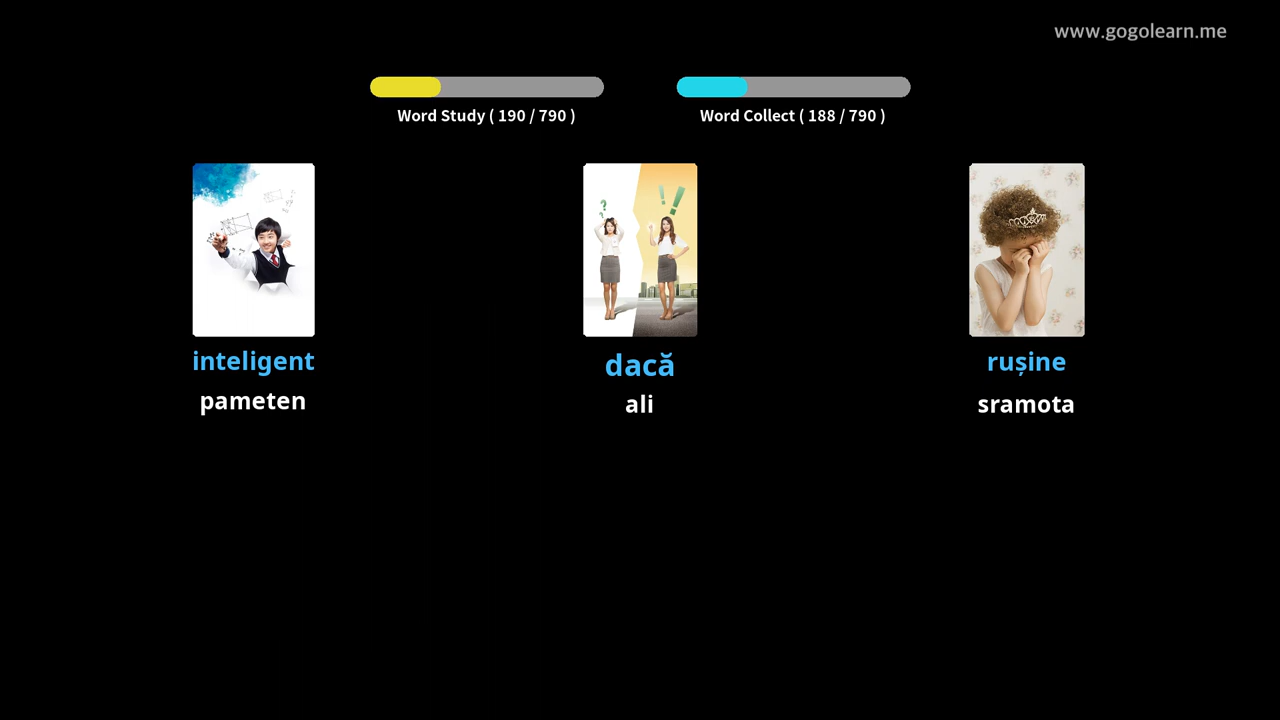 www.gogolearn.me
Word Study ( 190 / 790 )
Word Collect ( 188 / 790 )
inteligent
dacă
rușine
pameten
ali
sramota